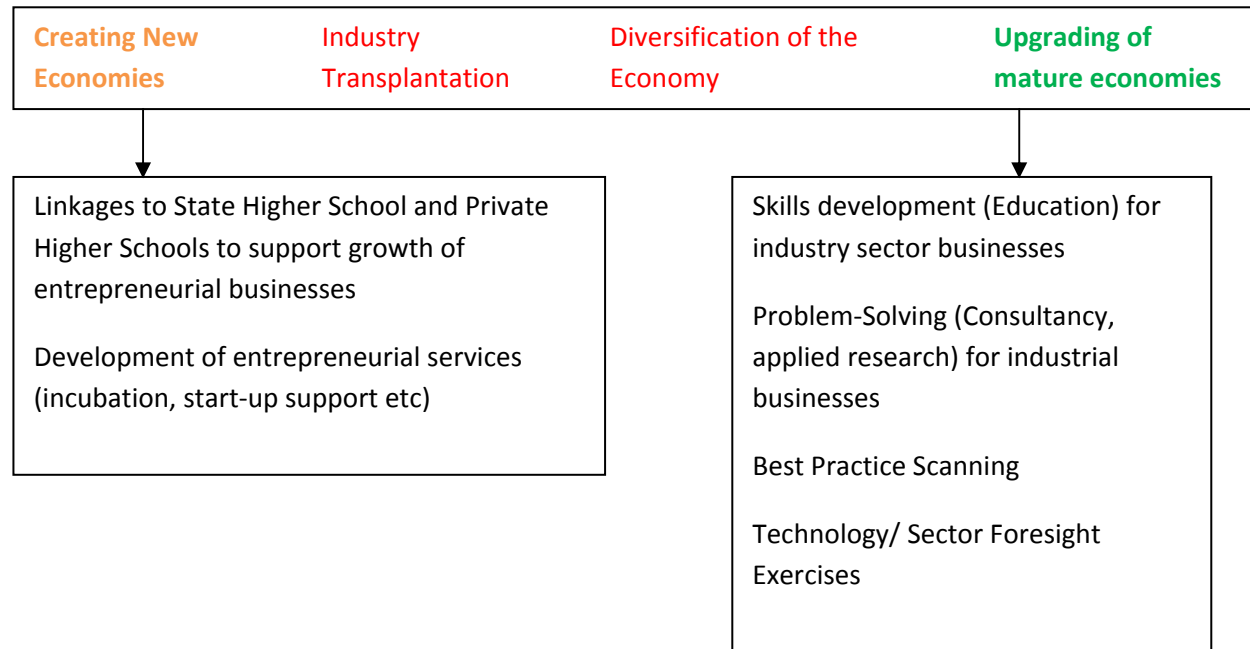 Creating New
Economies
Industry
Transplantation
Diversification of the
Economy
Upgrading of
mature economies
Linkages to State Higher School and Private
Higher Schools to support growth of
entrepreneurial businesses
Development of entrepreneurial services
(incubation, start-up support etc)
Skills development (Education) for
industry sector businesses
Problem-Solving (Consultancy,
applied research) for industrial
businesses
Best Practice Scanning
Technology/ Sector Foresight
Exercises